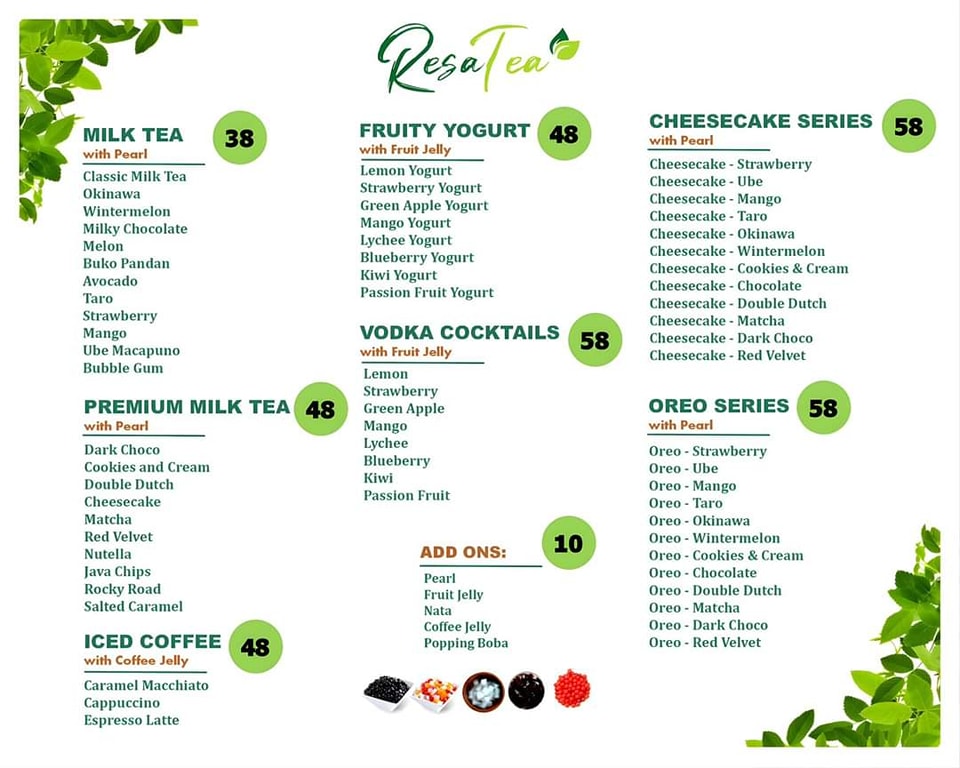 ResaTea
MILK TEA
38
with Pearl
Classic Milk Tea
Okinawa
Wintermelon
Milky Chocolate
Melon
Buko Pandan
Avocado
Taro
Strawberry
Mango
Ube Macapuno
Bubble Gum
PREMIUM MILK TEA
48
with Pearl
Dark Choco
Cookies and Cream
Double Dutch
Cheesecake
Matcha
Red Velvet
Nutella
Java Chips
Rocky Road
Salted Caramel
ICED COFFEE
48
with Coffee Jelly
Caramel Macchiato
Cappuccino
Espresso Latte
FRUITY YOGURT
48
with Fruit Jelly
Lemon Yogurt
Strawberry Yogurt
Green Apple Yogurt
Mango Yogurt
Lychee Yogurt
Blueberry Yogurt
Kiwi Yogurt
Passion Fruit Yogurt
VODKA COCKTAILS
58
with Fruit Jelly
Lemon
Strawberry
Green Apple
Mango
Lychee
Blueberry
Kiwi
Passion Fruit
ADD ONS:
10
Pearl
Fruit Jelly
Nata
Coffee Jelly
Popping Boba
CHEESECAKE SERIES
58
with Pearl
Cheesecake - Strawberry
Cheesecake - Ube
Cheesecake - Mango
Cheesecake - Taro
Cheesecake - Okinawa
Cheesecake - Wintermelon
Cheesecake - Cookies & Cream
Cheesecake - Chocolate
Cheesecake - Double Dutch
Cheesecake - Matcha
Cheesecake - Dark Choco
Cheesecake - Red Velvet
OREO SERIES
58
with Pearl
Oreo - Strawberry
Oreo - Ube
Oreo - Mango
Oreo - Taro
Oreo - Okinawa
Oreo - Wintermelon
Oreo - Cookies & Cream
Oreo - Chocolate
Oreo - Double Dutch
Oreo - Matcha
Oreo - Dark Choco
Oreo - Red Velvet